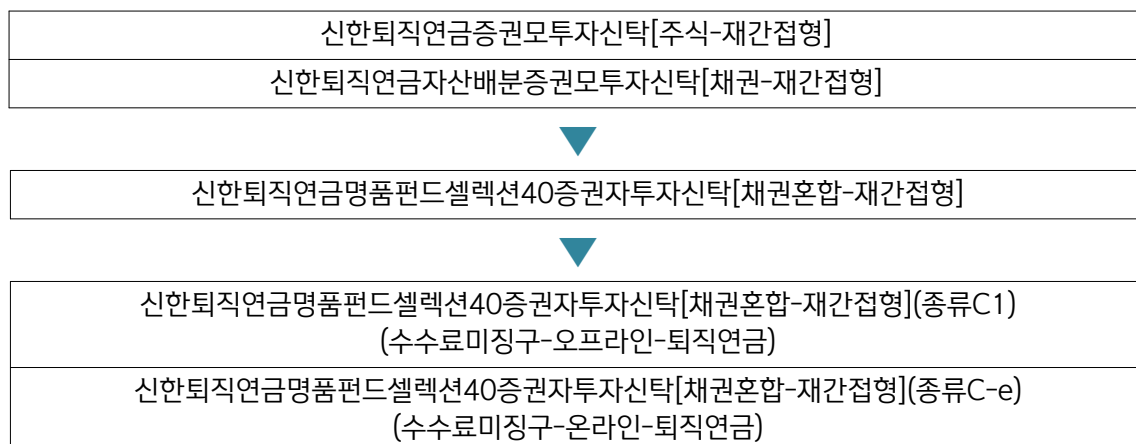 신한퇴직연금증권모투자신탁[주식-재간접형]
신한퇴직연금자산배분증권모투자신탁[채권-재간접형]
신한퇴직연금명품펀드셀렉션40증권자투자신탁[채권혼합-재간접형]
신한퇴직연금명품펀드셀렉션40증권자투자신탁[채권혼합-재간접형](종류C1)
(수수료미징구-오프라인-퇴직연금)
신한퇴직연금명품펀드셀렉션40증권자투자신탁[채권혼합-재간접형](종류C-e)
(수수료미징구-온라인-퇴직연금)